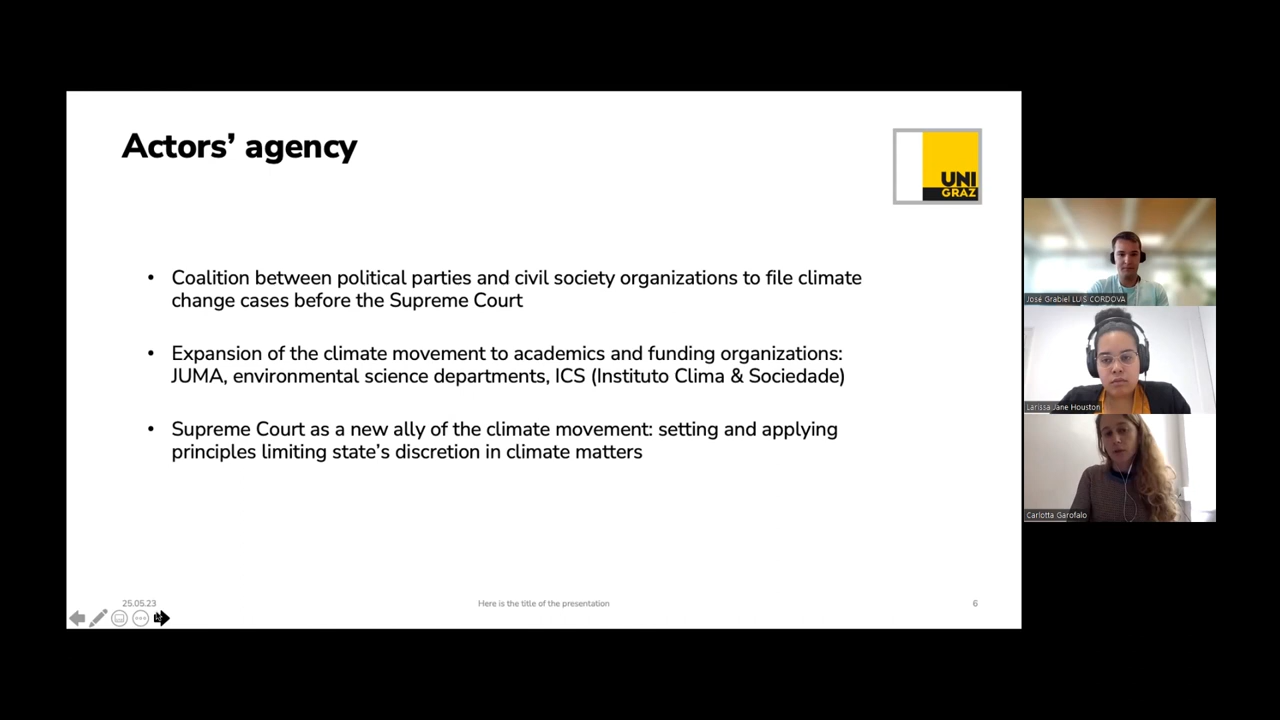 Actors’ agency
UNI
GRAZ
• Coalition between political parties and civil society organizations to file climate
change cases before the Supreme Court
• Expansion of the climate movement to academics and funding organizations:
JUMA, environmental science departments, ICS (Instituto Clima & Sociedade)
• Supreme Court as a new ally of the climate movement: setting and applying
principles limiting state’s discretion in climate matters
25.05.23
Here is the title of the presentation
6
José Grabiel LUIS CORDOVA
Larissa Jane Houston
Carlotta Garofalo